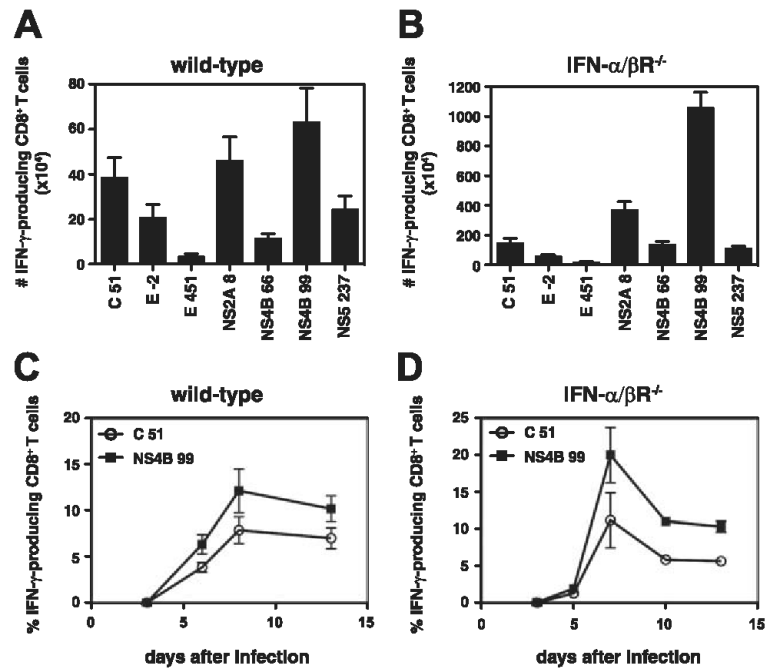 A
wild-type
# IFN-γ-producing CD8⁺ T cells
(x10⁴)
80
60
40
20
0
C 51
E -2
E 451
NS2A 8
NS4B 66
NS4B 99
NS5 237
B
IFN-α/βR⁻/⁻
# IFN-γ-producing CD8⁺ T cells
(x10⁴)
1200
1000
800
600
400
200
0
C 51
E -2
E 451
NS2A 8
NS4B 66
NS4B 99
NS5 237
C
wild-type
% IFN-γ-producing CD8⁺ T cells
20
15
10
5
0
C 51
NS4B 99
0
5
10
15
days after infection
D
IFN-α/βR⁻/⁻
% IFN-γ-producing CD8⁺ T cells
25
20
15
10
5
0
C 51
NS4B 99
0
5
10
15
days after infection